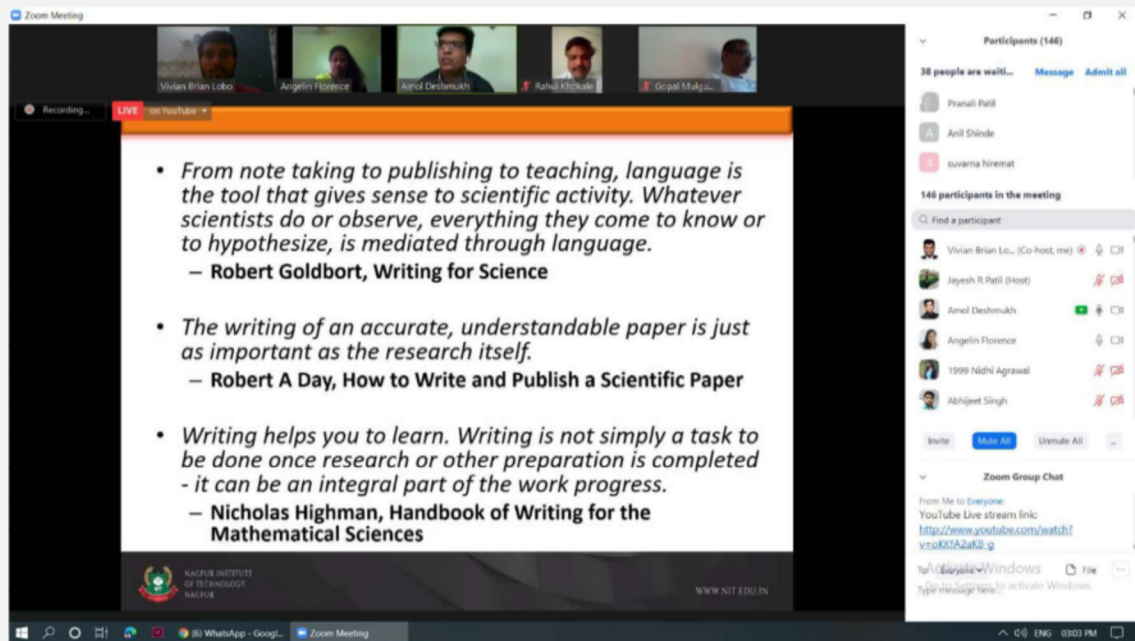 Zoom Meeting
Vivian Brian Lobo
Angelin Florence
Amol Deshmukh
Rahul Khokale
Gopal Mulgu...
Recording...
LIVE on YouTube
• From note taking to publishing to teaching, language is
the tool that gives sense to scientific activity. Whatever
scientists do or observe, everything they come to know or
to hypothesize, is mediated through language.
– Robert Goldbort, Writing for Science
• The writing of an accurate, understandable paper is just
as important as the research itself.
– Robert A Day, How to Write and Publish a Scientific Paper
• Writing helps you to learn. Writing is not simply a task to
be done once research or other preparation is completed
- it can be an integral part of the work progress.
– Nicholas Highman, Handbook of Writing for the
Mathematical Sciences
NAGPUR INSTITUTE
OF TECHNOLOGY,
NAGPUR
WWW.NIT.EDU.IN
Participants (146)
38 people are waiti... Message Admit all
Pranali Patil
A Anil Shinde
S suvarna hiremat
146 participants in the meeting
Find a participant
Vivian Brian Lo... (Co-host, me)
Jayesh R Patil (Host)
Amol Deshmukh
Angelin Florence
1999 Nidhi Agrawal
Abhijeet Singh
Invite Mute All Unmute All ...
Zoom Group Chat
From Me to Everyone:
YouTube Live stream link:
http://www.youtube.com/watch?
v=oKXfA2aKB-g
To: Everyone File ...
Activate Windows
Go to Settings to activate Windows.
Type message here...
(6) WhatsApp - Googl... Zoom Meeting ENG 03:03 PM